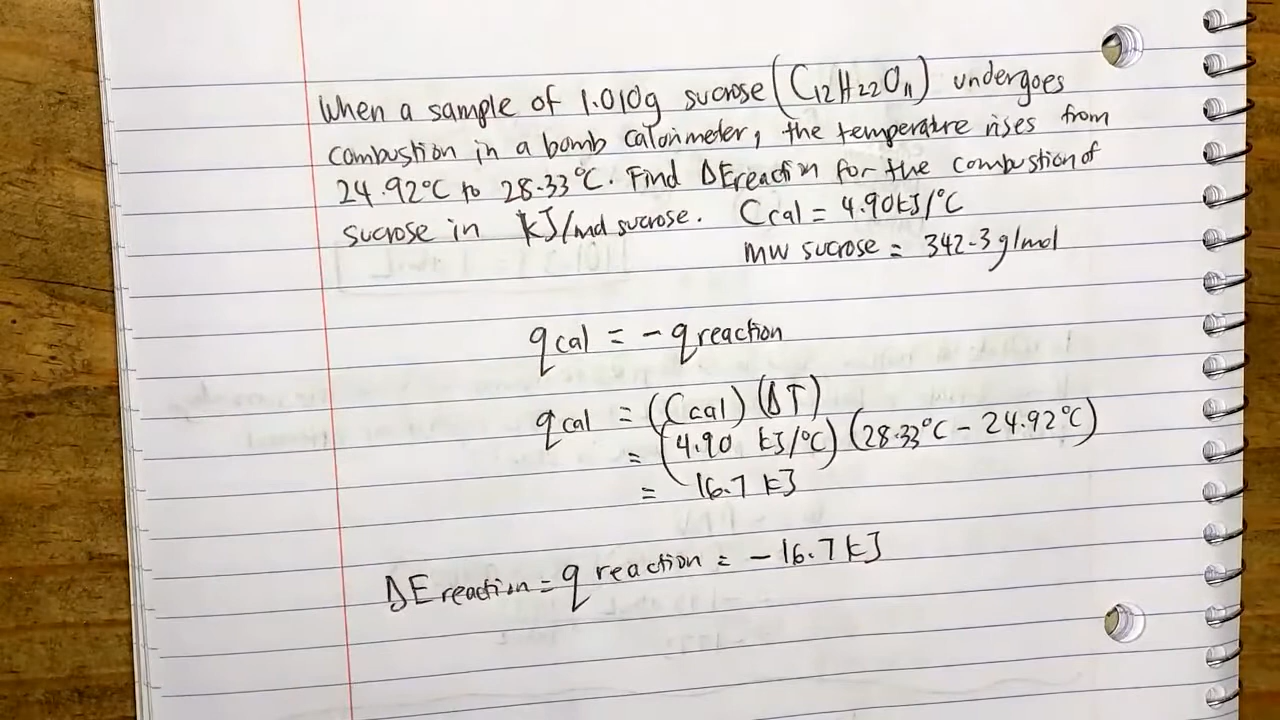 When a sample of 1.010g sucrose (C12H22O11) undergoes
combustion in a bomb calorimeter, the temperature rises from
24.92°C to 28.33°C. Find ΔEreaction for the combustion of
sucrose in kJ/mol sucrose. Ccal = 4.90kJ/°C
MW sucrose = 342.3 g/mol
qcal = - qreaction
qcal = (Ccal) (ΔT)
= (4.90 kJ/°C) (28.33°C - 24.92°C)
= 16.7 kJ
ΔEreaction = q reaction = - 16.7 kJ